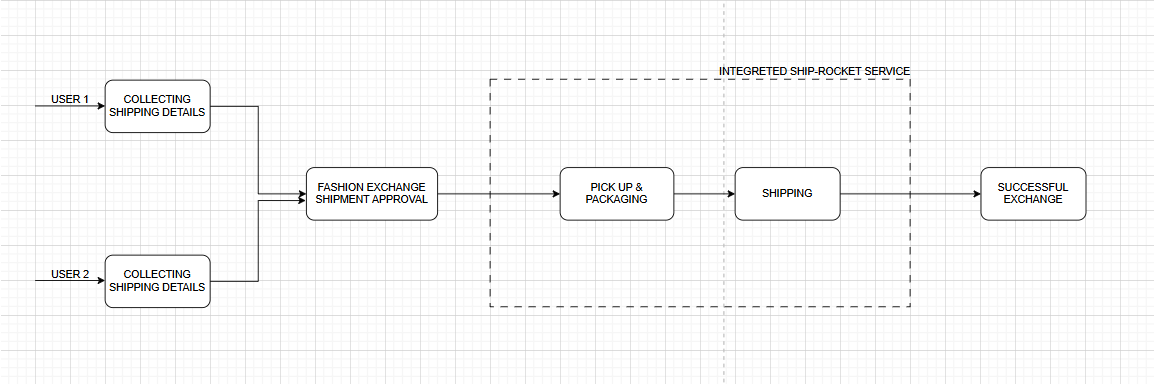 INTEGRETED SHIP-ROCKET SERVICE
USER 1
COLLECTING
SHIPPING DETAILS
FASHION EXCHANGE
SHIPMENT APPROVAL
PICK UP &
PACKAGING
SHIPPING
SUCCESSFUL
EXCHANGE
USER 2
COLLECTING
SHIPPING DETAILS